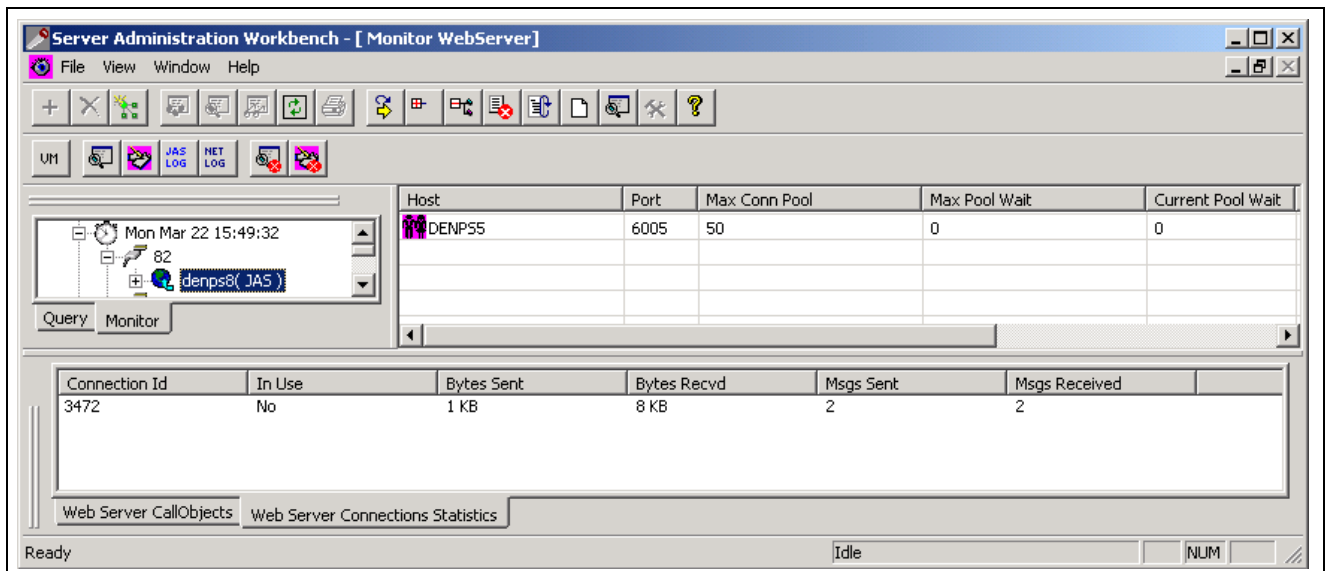 Server Administration Workbench - [ Monitor WebServer]
File View Window Help
VM JAS LOG NET LOG
Host Port Max Conn Pool Max Pool Wait Current Pool Wait
DENPS5 6005 50 0 0
Mon Mar 22 15:49:32
82
denps8( JAS )
Query Monitor
Connection Id In Use Bytes Sent Bytes Recvd Msgs Sent Msgs Received
3472 No 1 KB 8 KB 2 2
Web Server CallObjects Web Server Connections Statistics
Ready Idle NUM